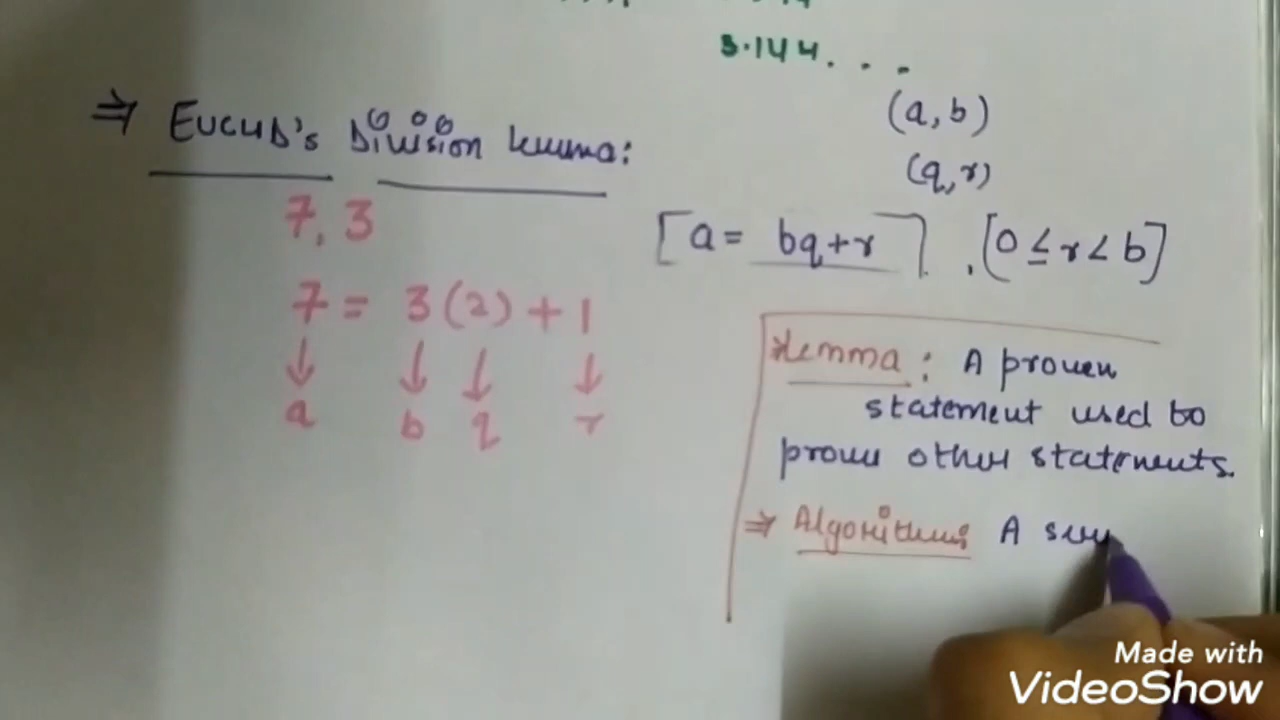 3.144...
⇒ Euclid's Division lemma:
(a, b)
(q, r)
7, 3
[a = bq+r] . [0 ≤ r < b]
7 = 3(2) + 1
↓ ↓ ↓ ↓
a b q r
*Lemma: A proven
statement used to
prove other statements.
⇒ Algorithm: A
Made with
VideoShow